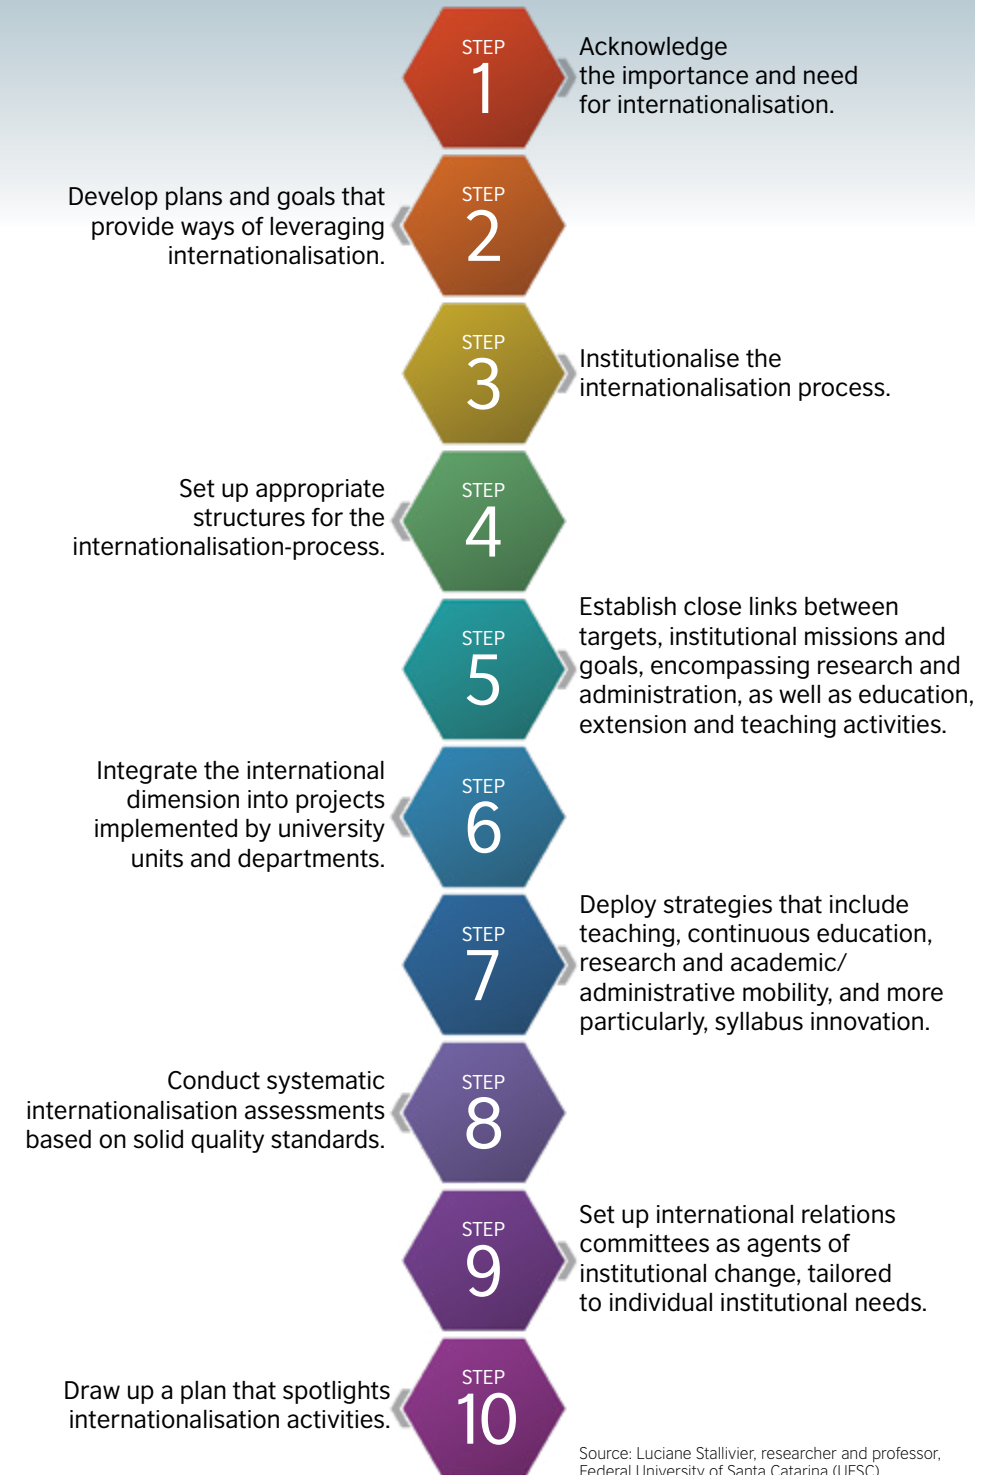 STEP
1
Acknowledge
the importance and need
for internationalisation.
STEP
2
Develop plans and goals that
provide ways of leveraging
internationalisation.
STEP
3
Institutionalise the
internationalisation process.
STEP
4
Set up appropriate
structures for the
internationalisation-process.
STEP
5
Establish close links between
targets, institutional missions and
goals, encompassing research and
administration, as well as education,
extension and teaching activities.
STEP
6
Integrate the international
dimension into projects
implemented by university
units and departments.
STEP
7
Deploy strategies that include
teaching, continuous education,
research and academic/
administrative mobility, and more
particularly, syllabus innovation.
STEP
8
Conduct systematic
internationalisation assessments
based on solid quality standards.
STEP
9
Set up international relations
committees as agents of
institutional change, tailored
to individual institutional needs.
STEP
10
Draw up a plan that spotlights
internationalisation activities.
Source: Luciane Stallivier, researcher and professor,
Federal University of Santa Catarina (UFSC)